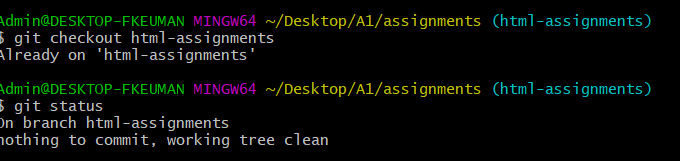 Admin@DESKTOP-FKEUMAN MINGW64 ~/Desktop/A1/assignments (html-assignments)
$ git checkout html-assignments
Already on 'html-assignments'
Admin@DESKTOP-FKEUMAN MINGW64 ~/Desktop/A1/assignments (html-assignments)
$ git status
On branch html-assignments
nothing to commit, working tree clean